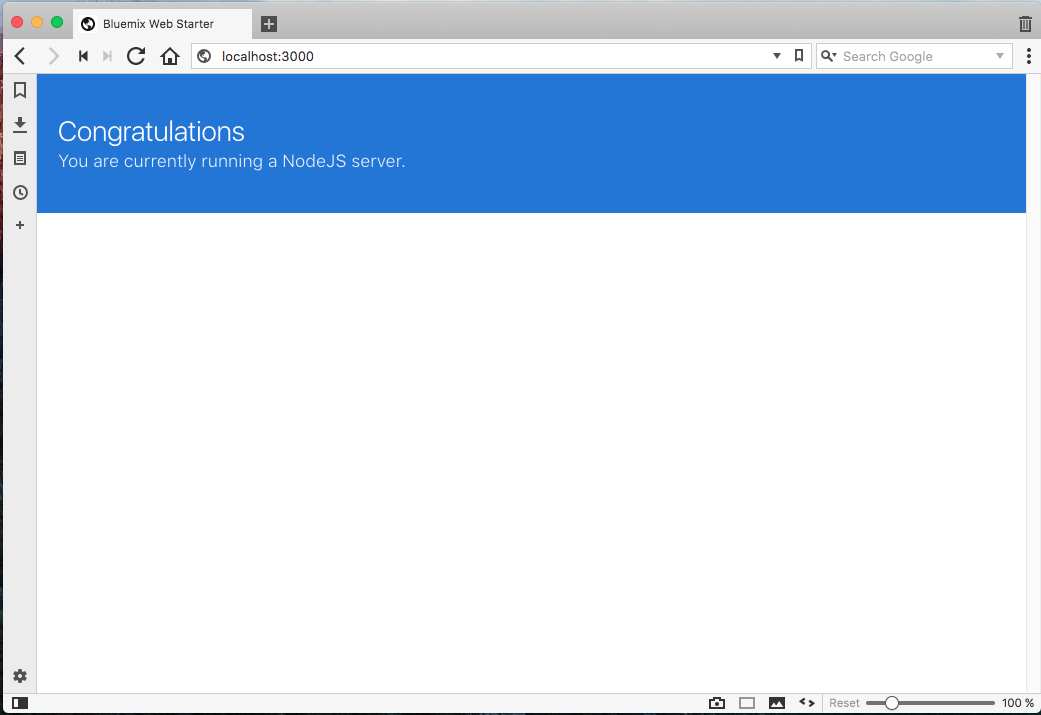 Bluemix Web Starter
localhost:3000
Search Google
Congratulations
You are currently running a NodeJS server.
Reset
100 %